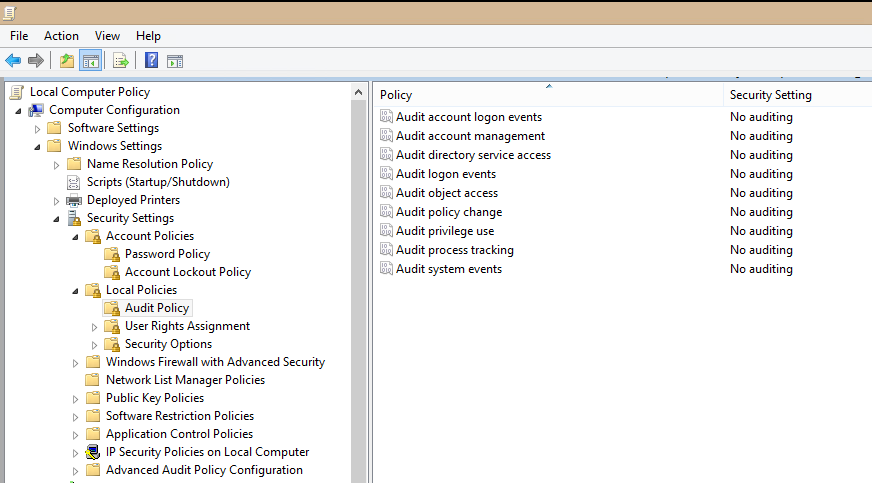 File Action View Help
Local Computer Policy
Computer Configuration
Software Settings
Windows Settings
Name Resolution Policy
Scripts (Startup/Shutdown)
Deployed Printers
Security Settings
Account Policies
Password Policy
Account Lockout Policy
Local Policies
Audit Policy
User Rights Assignment
Security Options
Windows Firewall with Advanced Security
Network List Manager Policies
Public Key Policies
Software Restriction Policies
Application Control Policies
IP Security Policies on Local Computer
Advanced Audit Policy Configuration
Policy Security Setting
Audit account logon events No auditing
Audit account management No auditing
Audit directory service access No auditing
Audit logon events No auditing
Audit object access No auditing
Audit policy change No auditing
Audit privilege use No auditing
Audit process tracking No auditing
Audit system events No auditing